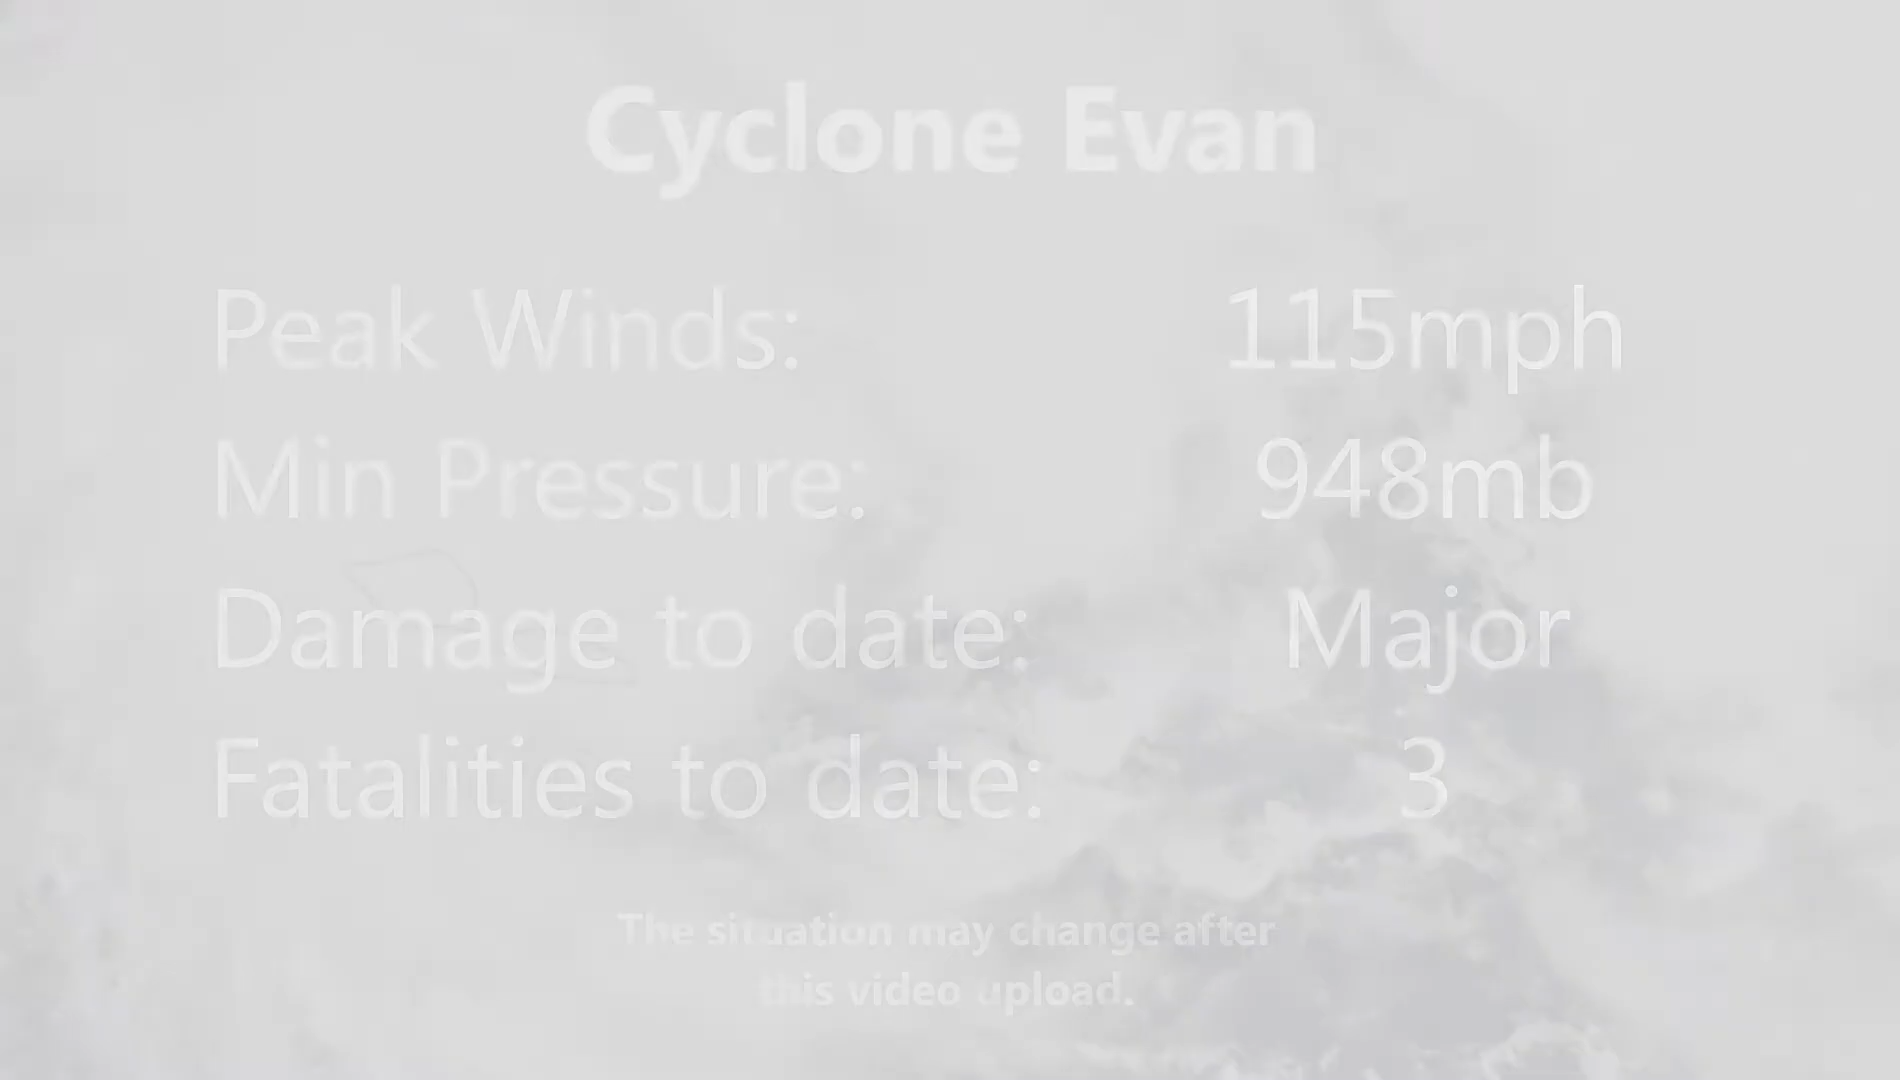 Cyclone Evan
Peak Winds: 115mph
Min Pressure: 948mb
Damage to date: Major
Fatalities to date: 3
The situation may change after
this video upload.